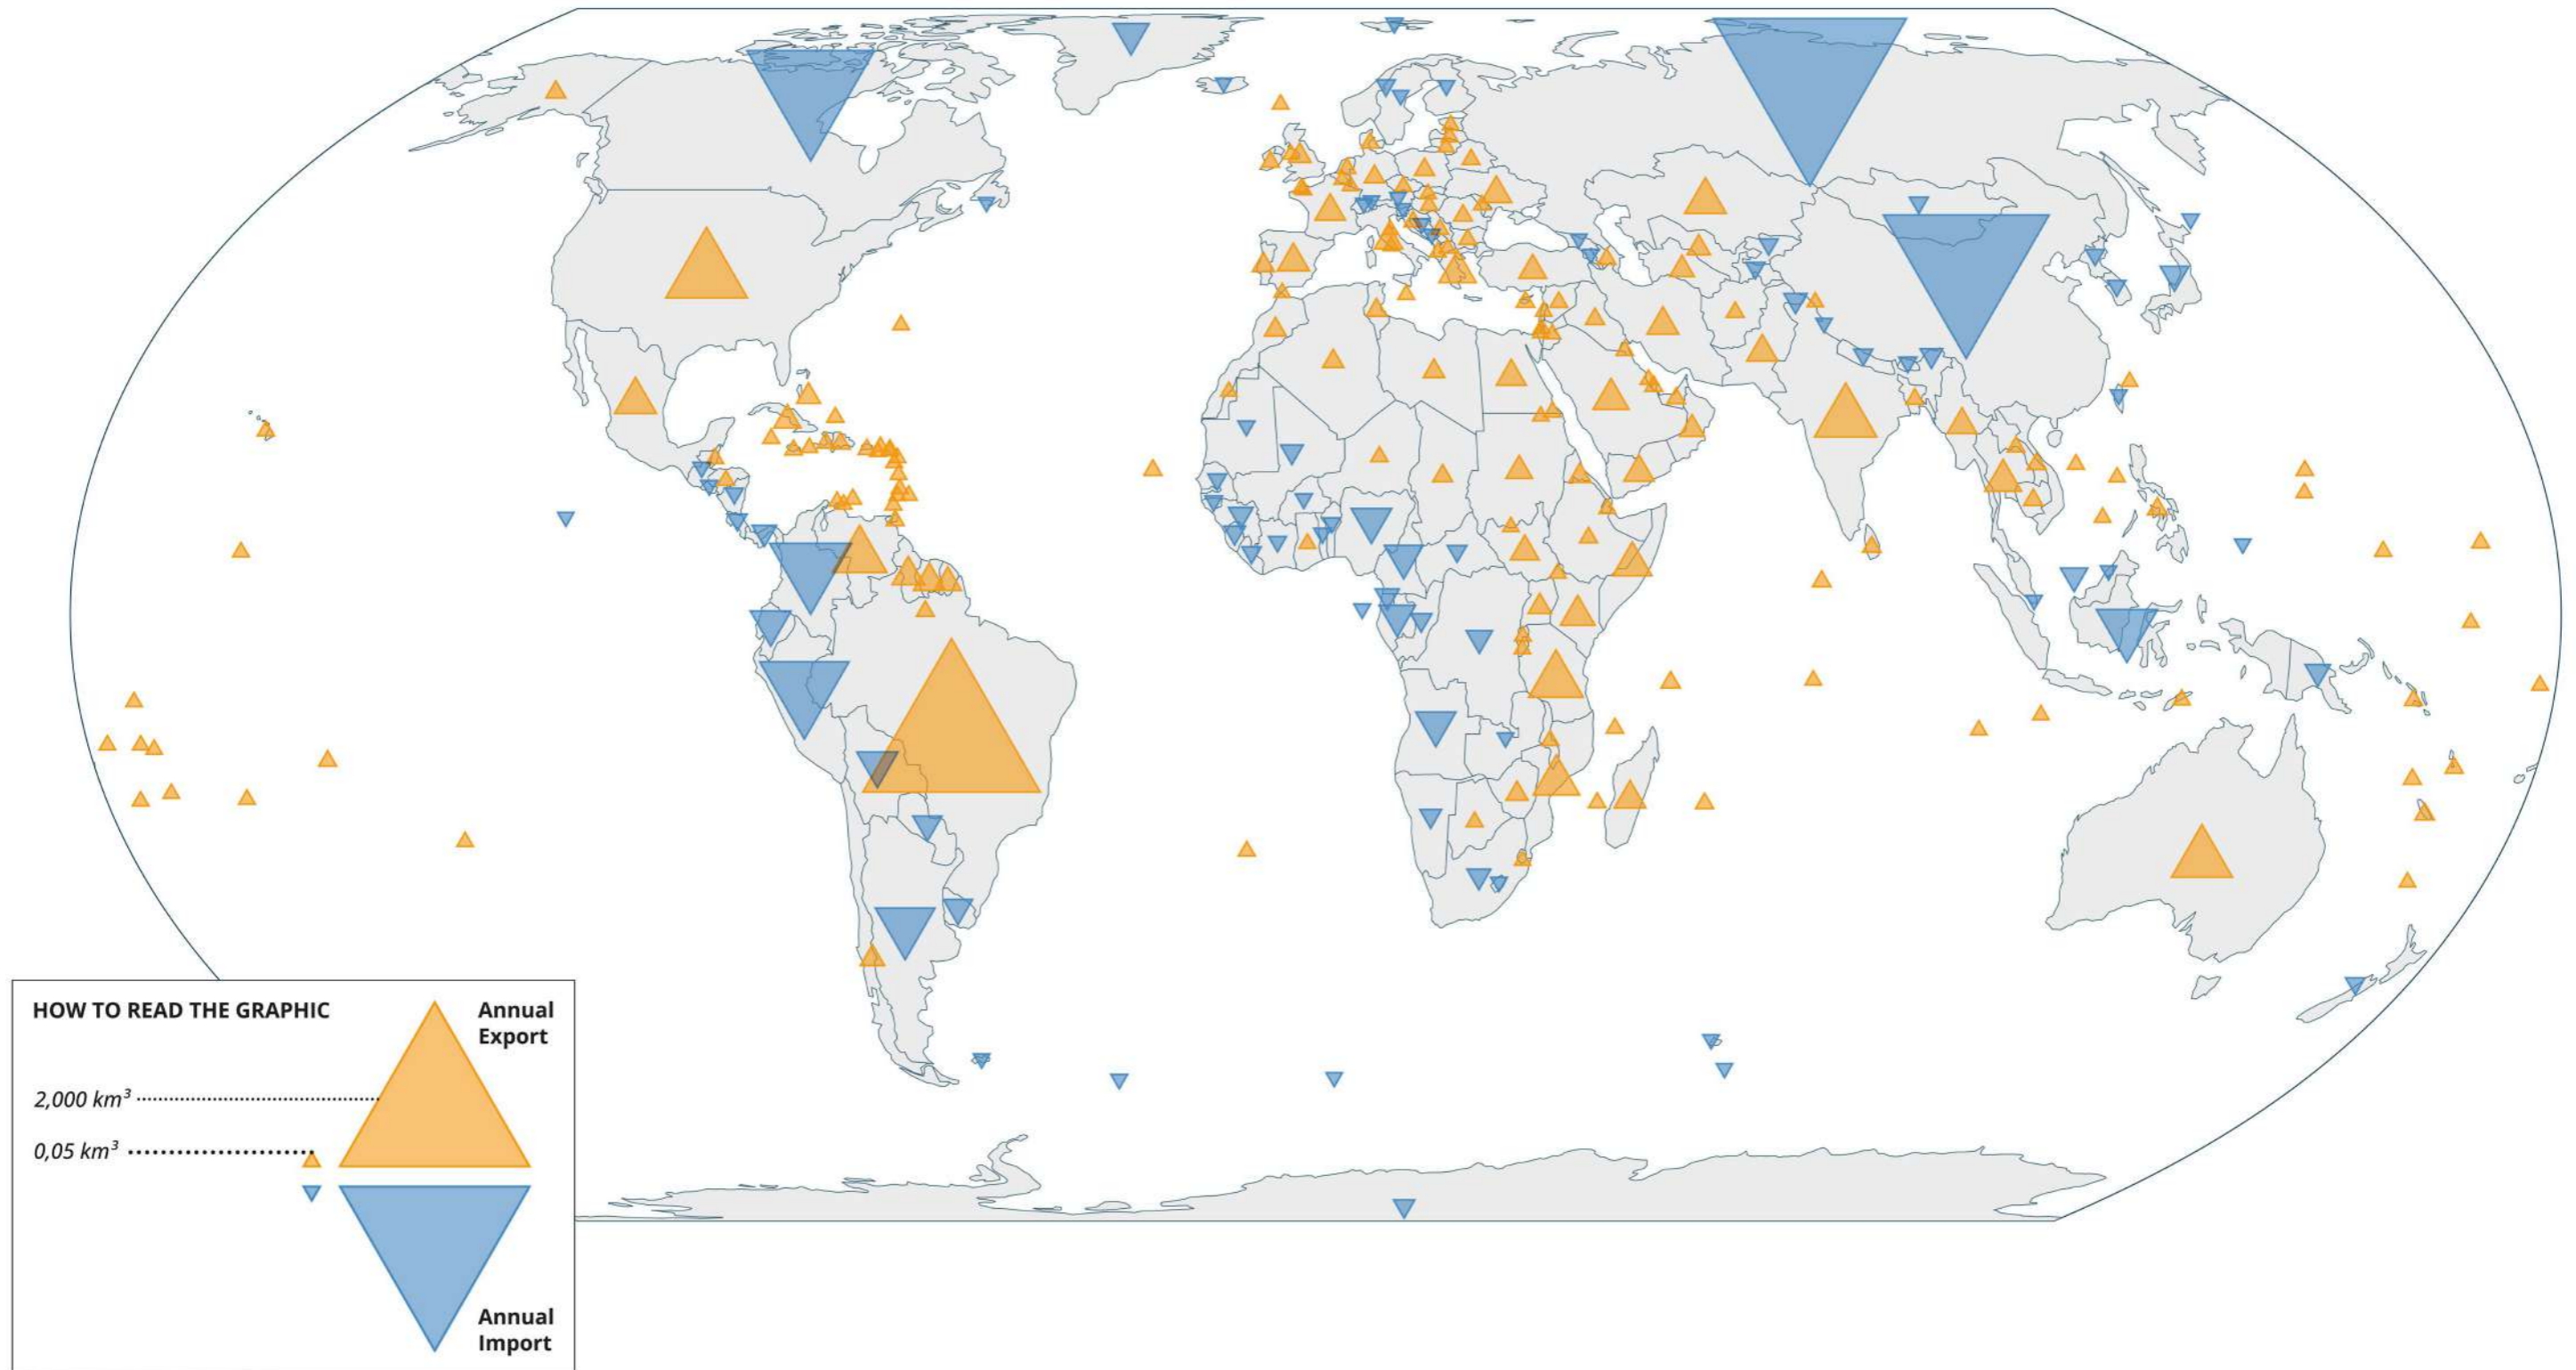 HOW TO READ THE GRAPHIC
Annual
Export
2,000 km³
0,05 km³
Annual
Import